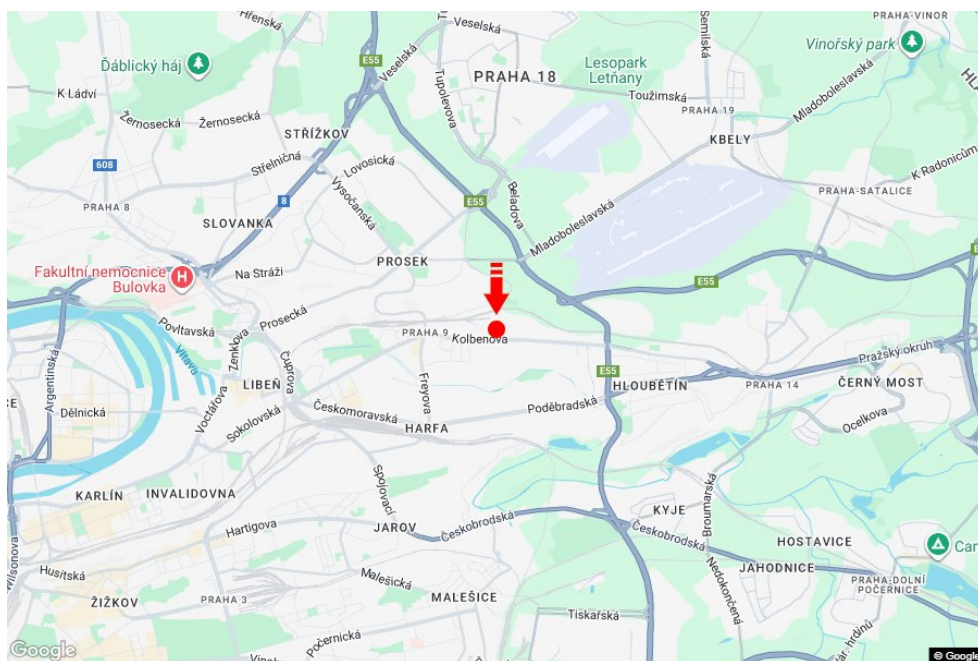 PRAHA-VINOR
Hřenská
Veselská
Semilská
Vinořský park
Ďáblický háj
E55
Veselská
PRAHA 18
Lesopark
Letňany
Tupolevova
Toužimská
K Ládví
Žernosecká
Žernosecká
PRAHA 19
Mladoboleslavská
STŘÍŽKOV
KBELY
608
Střelničná
Lovosická
K Radonicům
PRAHA 8
Vysočanská
8
E55
Beladova
PRAHA-SATALICE
SLOVANKA
Mladoboleslavská
Fakultní nemocnice
Bulovka
Na Stráži
PROSEK
E55
E55
Povltavská
Prosecká
Zenklova
PRAHA 9
Kolbenova
Vltava
Čuprova
Pražský okruh
Argentinská
Voctářova
LIBEŇ
Freyova
E55
HLOUBĚTÍN
PRAHA 14
ČERNÝ MOST
Dělnická
Sokolovská
Českomoravská
Poděbradská
Ocelkova
HARFA
KARLÍN
INVALIDOVNA
Spojovací
KYJE
Broumarská
Hartigova
JAROV
Českobrodská
Českobrodská
HOSTAVICE
Wilsonova
Husitská
Malešická
Nedokončená
JAHODNICE
PRAHA-DOLNÍ
POČERNICE
ŽIŽKOV
PRAHA 3
MALEŠICE
Tiskařská
Počernická
Google
© Google